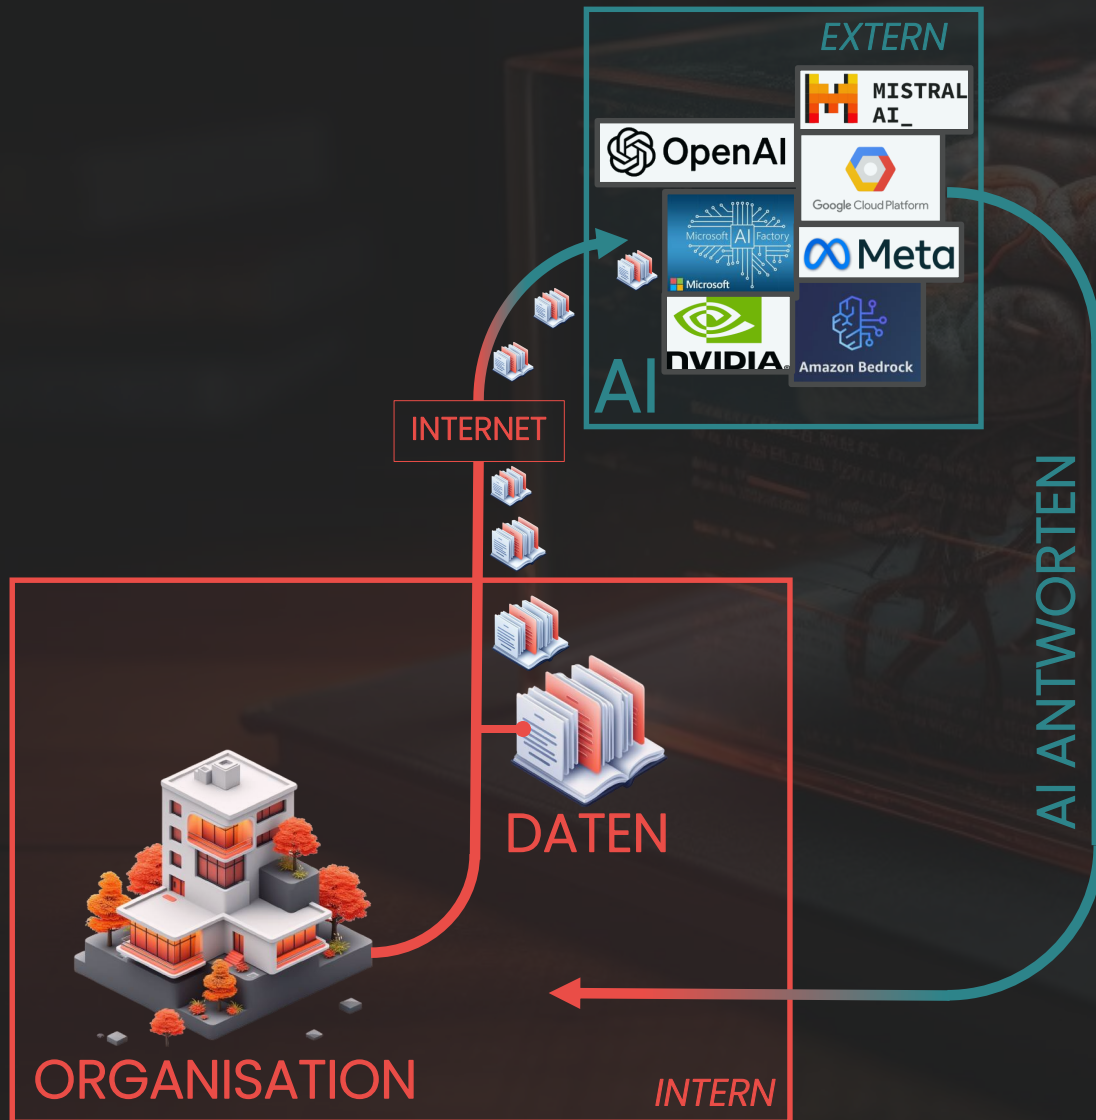 EXTERN
MISTRAL
AI_
OpenAI
Google Cloud Platform
Microsoft AI Factory
Microsoft
Meta
NVIDIA
Amazon Bedrock
AI
INTERNET
AI ANTWORTEN
DATEN
ORGANISATION
INTERN